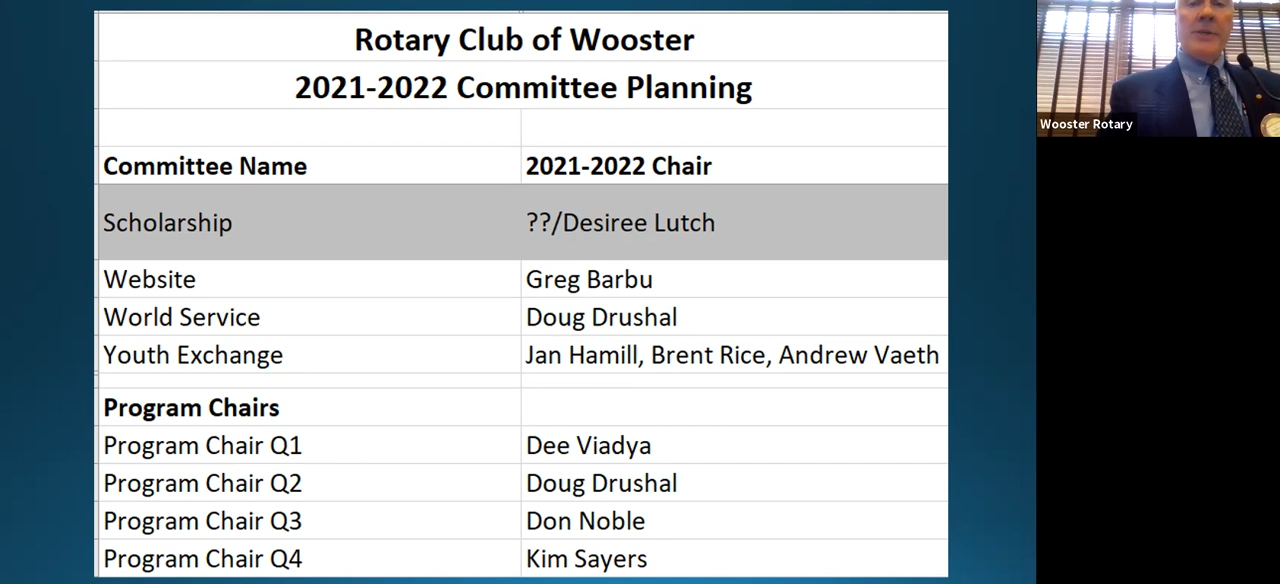 Rotary Club of Wooster
2021-2022 Committee Planning
Committee Name 2021-2022 Chair
Scholarship ??/Desiree Lutch
Website Greg Barbu
World Service Doug Drushal
Youth Exchange Jan Hamill, Brent Rice, Andrew Vaeth
Program Chairs
Program Chair Q1 Dee Viadya
Program Chair Q2 Doug Drushal
Program Chair Q3 Don Noble
Program Chair Q4 Kim Sayers
Wooster Rotary